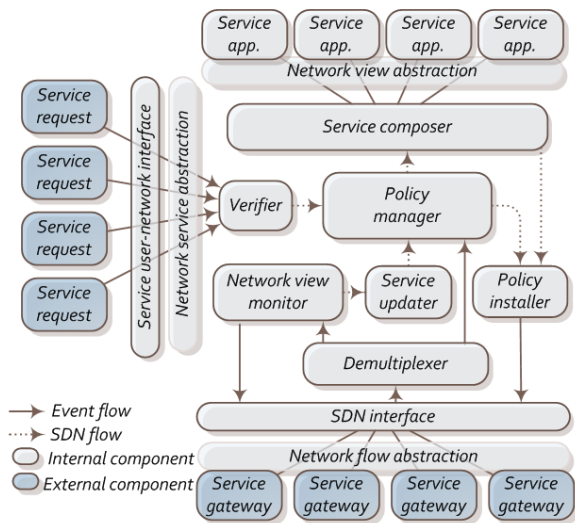 Service
app.
Service
app.
Service
app.
Service
app.
Network view abstraction
Service
request
Service
request
Service
request
Service
request
Service user-network interface
Network service abstraction
Service composer
Verifier
Policy
manager
Network view
monitor
Service
updater
Policy
installer
Demultiplexer
SDN interface
Network flow abstraction
Service
gateway
Service
gateway
Service
gateway
Service
gateway
Event flow
SDN flow
Internal component
External component